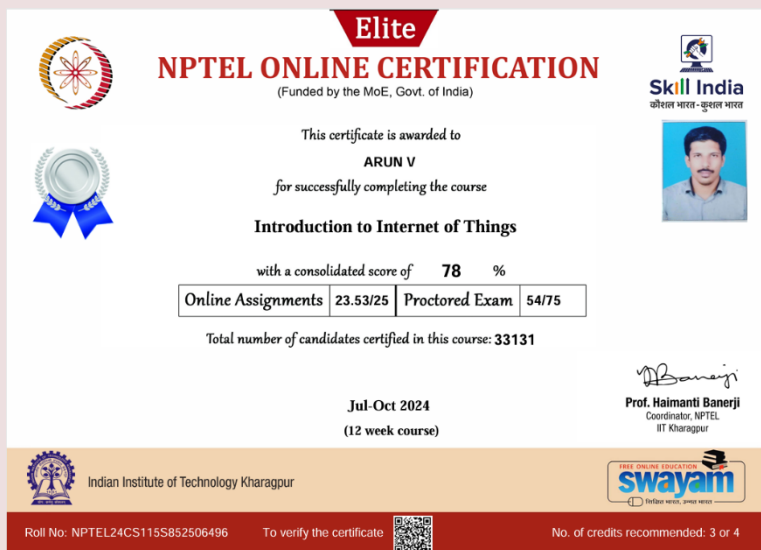 Elite
NPTEL ONLINE CERTIFICATION
(Funded by the MoE, Govt. of India)
Skill India
कौशल भारत-कुशल भारत
This certificate is awarded to
ARUN V
for successfully completing the course
Introduction to Internet of Things
with a consolidated score of 78 %
Online Assignments 23.53/25 Proctored Exam 54/75
Total number of candidates certified in this course: 33131
Jul-Oct 2024
(12 week course)
Prof. Haimanti Banerji
Coordinator, NPTEL
IIT Kharagpur
Indian Institute of Technology Kharagpur
FREE ONLINE EDUCATION
swayam
शिक्षित भारत, उन्नत भारत
Roll No: NPTEL24CS115S852506496 To verify the certificate No. of credits recommended: 3 or 4